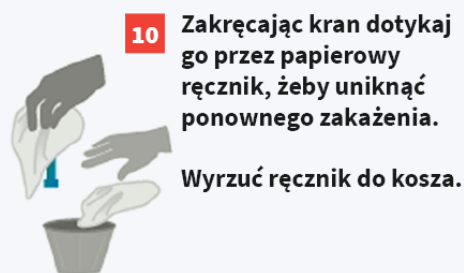 10
Zakręcając kran dotykaj
go przez papierowy
ręcznik, żeby uniknąć
ponownego zakażenia.
Wyrzuć ręcznik do kosza.